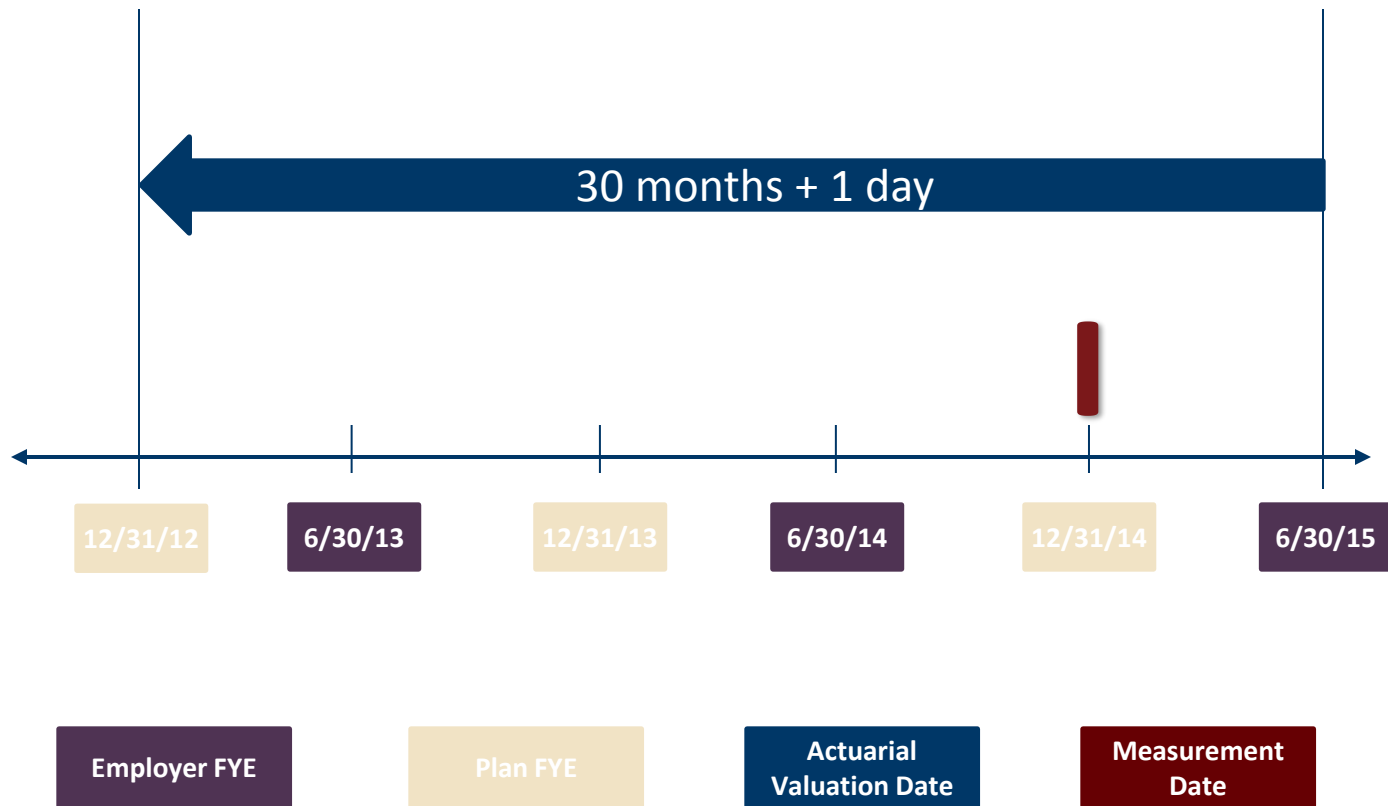 30 months + 1 day
12/31/12
6/30/13
12/31/13
6/30/14
12/31/14
6/30/15
Employer FYE
Plan FYE
Actuarial
Valuation Date
Measurement
Date